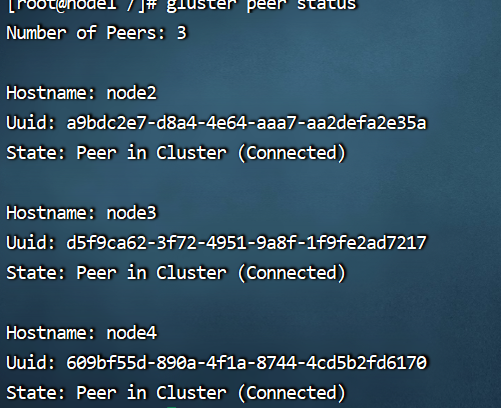 [root@node1 /]# gluster peer status
Number of Peers: 3
Hostname: node2
Uuid: a9bdc2e7-d8a4-4e64-aaa7-aa2defa2e35a
State: Peer in Cluster (Connected)
Hostname: node3
Uuid: d5f9ca62-3f72-4951-9a8f-1f9fe2ad7217
State: Peer in Cluster (Connected)
Hostname: node4
Uuid: 609bf55d-890a-4f1a-8744-4cd5b2fd6170
State: Peer in Cluster (Connected)